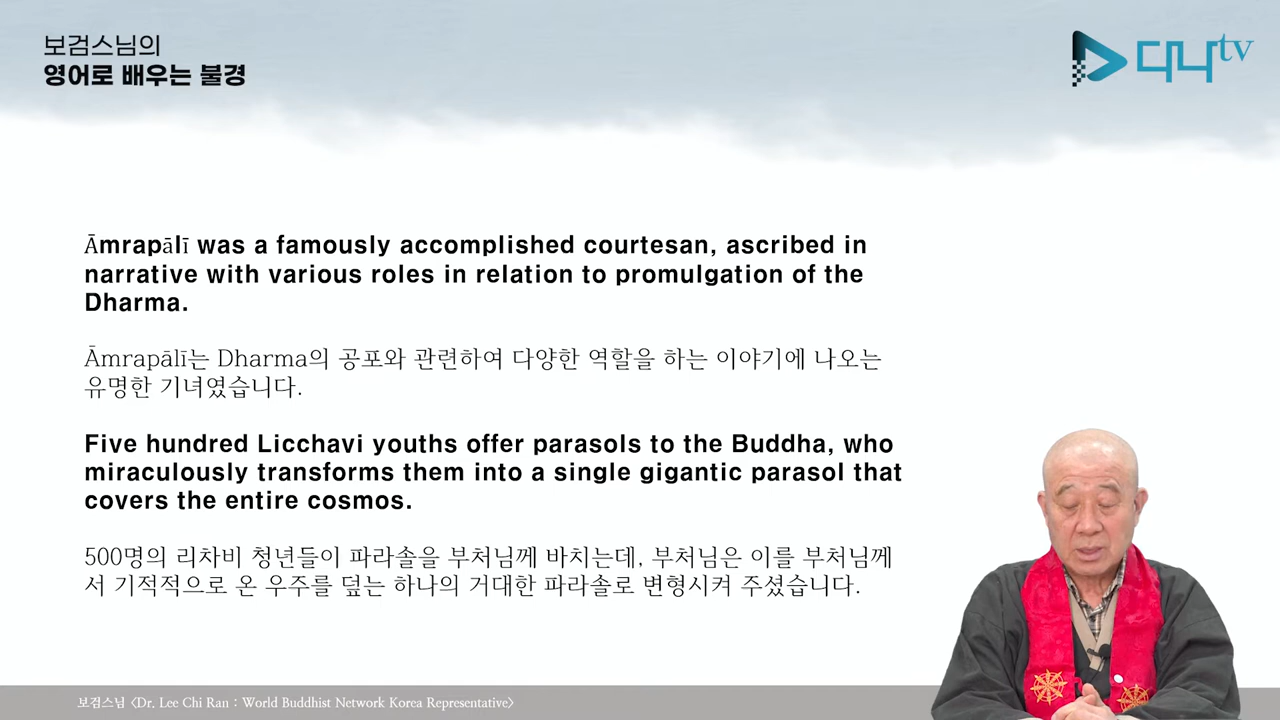 보검스님의
영어로 배우는 불경
디나tv
Āmrapālī was a famously accomplished courtesan, ascribed in
narrative with various roles in relation to promulgation of the
Dharma.
Āmrapālī는 Dharma의 공포와 관련하여 다양한 역할을 하는 이야기에 나오는
유명한 기녀였습니다.
Five hundred Licchavi youths offer parasols to the Buddha, who
miraculously transforms them into a single gigantic parasol that
covers the entire cosmos.
500명의 리차비 청년들이 파라솔을 부처님께 바치는데, 부처님은 이를 부처님께
서 기적적으로 온 우주를 덮는 하나의 거대한 파라솔로 변형시켜 주셨습니다.
보검스님 <Dr. Lee Chi Ran : World Buddhist Network Korea Representative>